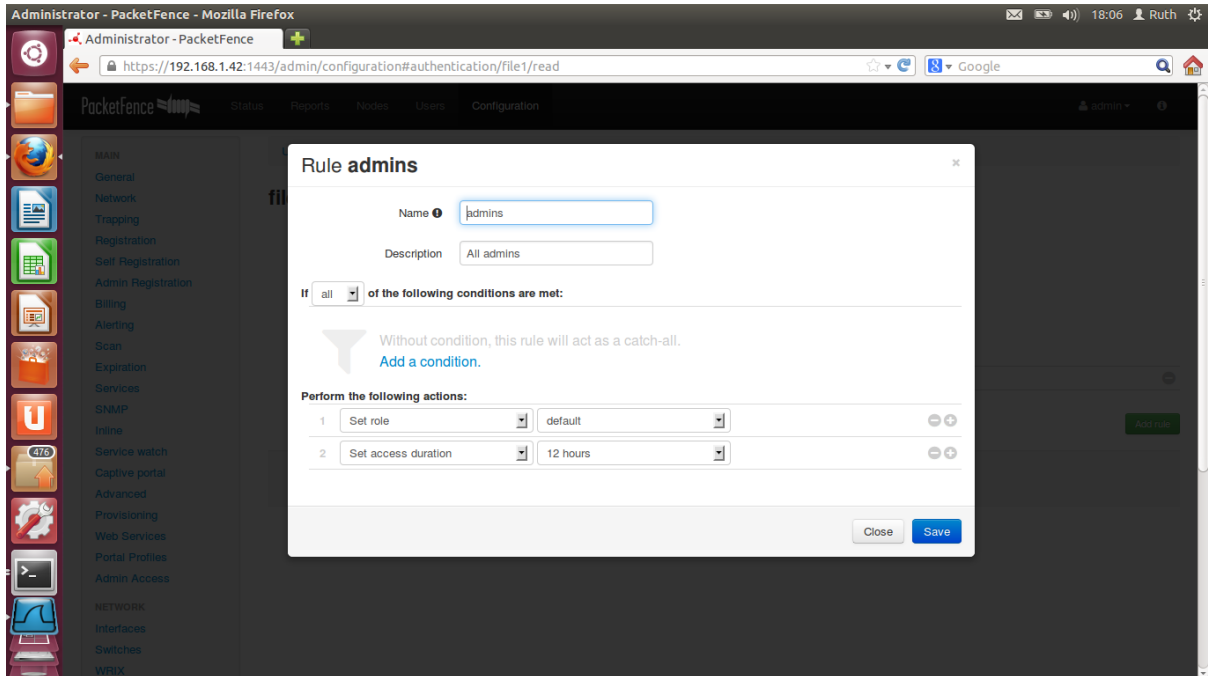 Administrator - PacketFence - Mozilla Firefox
18:06 Ruth
Administrator - PacketFence
https://192.168.1.42:1443/admin/configuration#authentication/file1/read
Google
PacketFence Status Reports Nodes Users Configuration admin
MAIN
General
Network
Trapping
Registration
Self Registration
Admin Registration
Billing
Alerting
Scan
Expiration
Services
SNMP
Inline
Service watch
Captive portal
Advanced
Provisioning
Web Services
Portal Profiles
Admin Access
NETWORK
Interfaces
Switches
WRIX
fil
Rule admins
×
Name admins
Description All admins
If all of the following conditions are met:
Without condition, this rule will act as a catch-all.
Add a condition.
Perform the following actions:
1 Set role default
2 Set access duration 12 hours
Close Save
Add rule
476